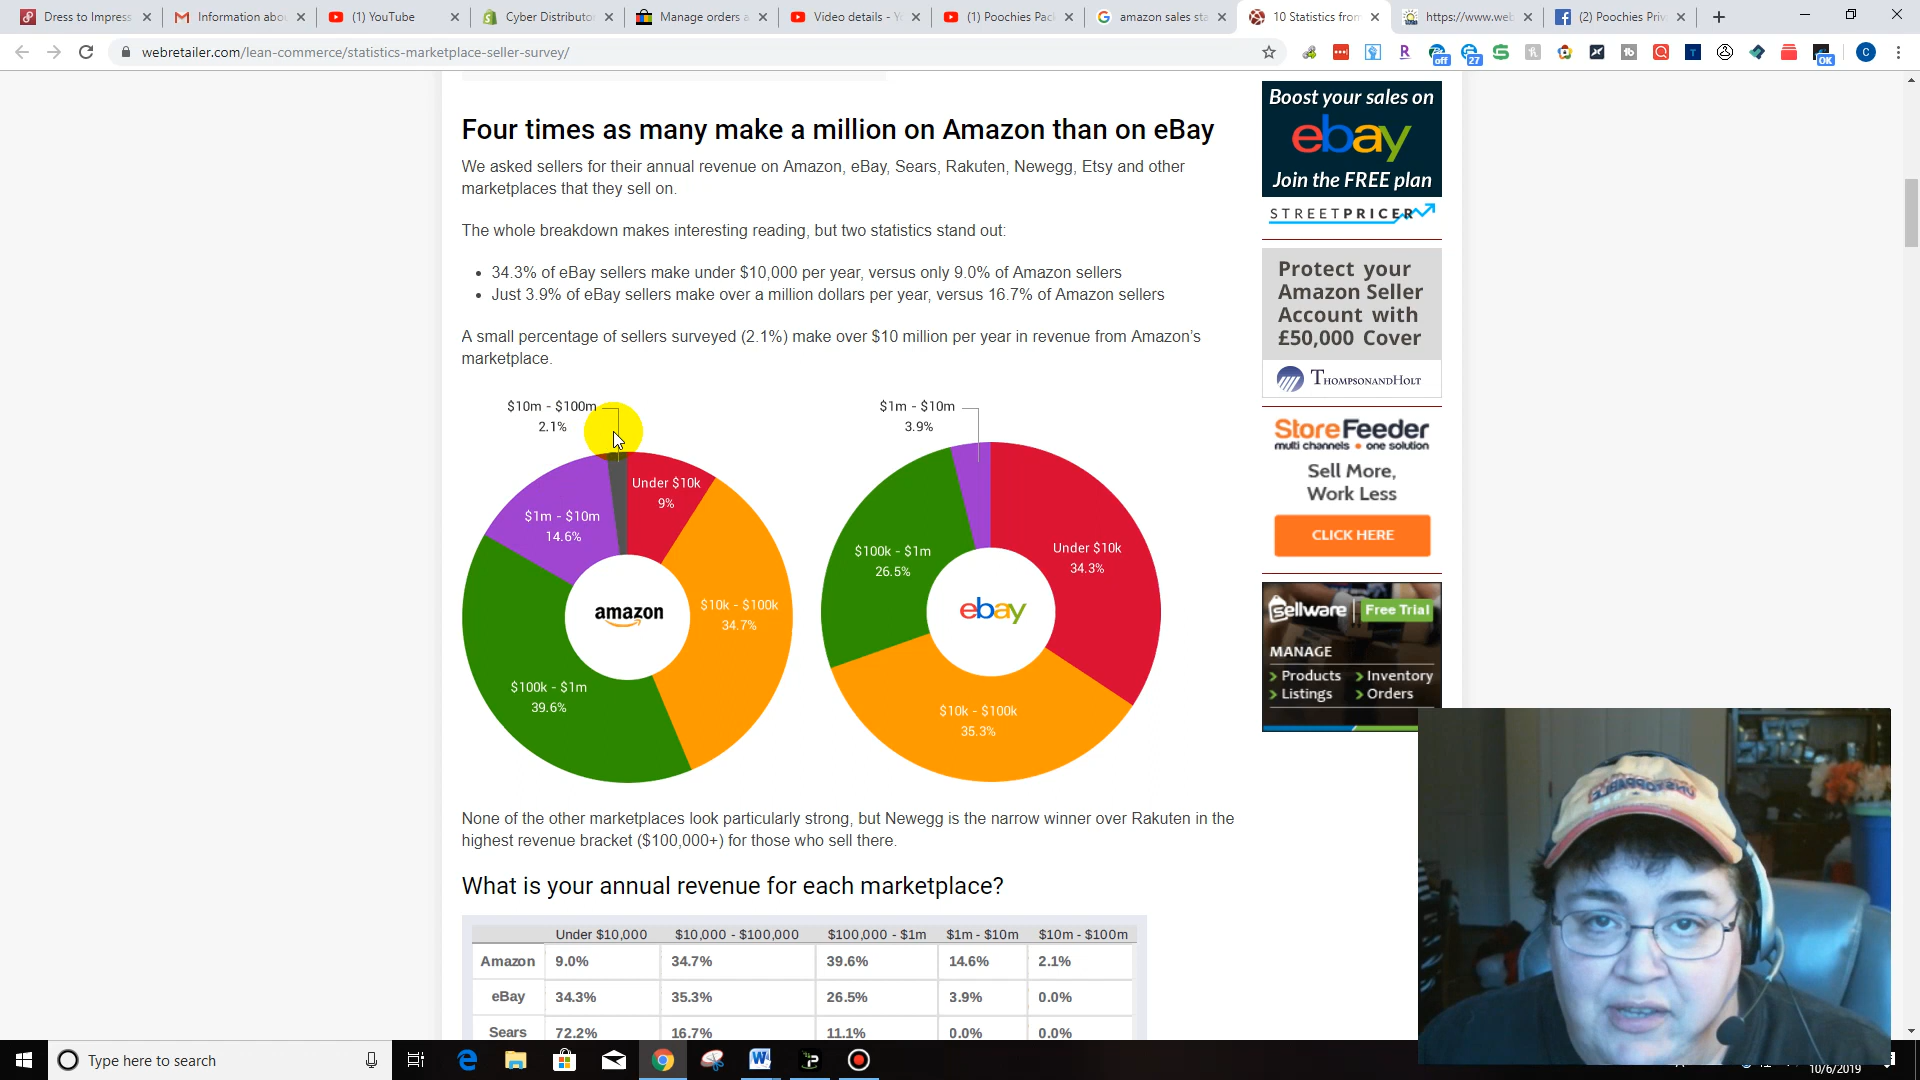 Dress to Impress
Information abo
(1) YouTube
Cyber Distributo
Manage orders a
Video details - Y
(1) Poochies Pac
amazon sales sta
10 Statistics from
https://www.web
(2) Poochies Priv
webretailer.com/lean-commerce/statistics-marketplace-seller-survey/
off
27
OK
C
Four times as many make a million on Amazon than on eBay
We asked sellers for their annual revenue on Amazon, eBay, Sears, Rakuten, Newegg, Etsy and other
marketplaces that they sell on.
The whole breakdown makes interesting reading, but two statistics stand out:
• 34.3% of eBay sellers make under $10,000 per year, versus only 9.0% of Amazon sellers
• Just 3.9% of eBay sellers make over a million dollars per year, versus 16.7% of Amazon sellers
A small percentage of sellers surveyed (2.1%) make over $10 million per year in revenue from Amazon's
marketplace.
$10m - $100m
2.1%
Under $10k
9%
$1m - $10m
14.6%
$10k - $100k
34.7%
$100k - $1m
39.6%
amazon
$1m - $10m
3.9%
$100k - $1m
26.5%
Under $10k
34.3%
$10k - $100k
35.3%
ebay
None of the other marketplaces look particularly strong, but Newegg is the narrow winner over Rakuten in the
highest revenue bracket ($100,000+) for those who sell there.
What is your annual revenue for each marketplace?
Under $10,000 $10,000 - $100,000 $100,000 - $1m $1m - $10m $10m - $100m
Amazon 9.0% 34.7% 39.6% 14.6% 2.1%
eBay 34.3% 35.3% 26.5% 3.9% 0.0%
Sears 72.2% 16.7% 11.1% 0.0% 0.0%
Boost your sales on
ebay
Join the FREE plan
STREETPRICER
Protect your
Amazon Seller
Account with
£50,000 Cover
THOMPSONANDHOLT
StoreFeeder
multi channels • one solution
Sell More,
Work Less
CLICK HERE
Sellware Free Trial
MANAGE
> Products > Inventory
> Listings > Orders
Type here to search
10/6/2019